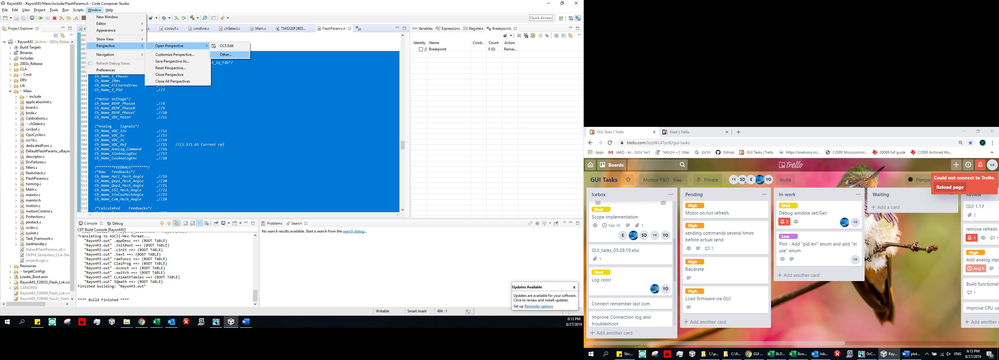 RayonM3 - RayonM3/Main/include/FlashParams.h - Code Composer Studio
File Edit View Project Tools Run Scripts Window Help
Quick Access
New Window
Editor
Appearance
Show View
Perspective
Navigation
Refresh Debug Views
Preferences
Open Perspective
Customize Perspective...
Save Perspective As...
Reset Perspective...
Close Perspective
Close All Perspectives
CCS Edit
Other...
Project Explorer
RayonM3 [Active - 2803x_Releas
Build Targets
Binaries
Includes
2803x_Release
CLA
> Cmd
DRV
Lib
> Main
> include
applicationInit.c
board.c
bode.c
Calibrations.c
> chSelect.c
circbuf.c
CpuCycles.c
crc16.c
dedicatedFunc.c
DefaultFlashParams_uRayor
descriptor.c
DrvFailures.c
filters.c
flashcheck.c
FlashParams.c
homing.c
Main.c
mainIsr.c
mainIsr.h
motion.c
motionControl.c
Protection.c
ptrstack.c
scidrv.c
sysInit.c
Task_Framwork.c
UartHandle.c
DefaultFlashParams_all.c
HVPM_Sensorless_CLA-Dev
projectLogic.c
Resources
> targetConfigs
Loader_Boot.asm
RayonM3_F28035_Flash_Lnk.cm
CANOPEN
RayonM3_F28069_Flash_Lnk.cm
RayonM3_F28069_Fpu32_Flash_
circbuf.c cmdline.c chSelect.c Main.c TMS320F2803... FlashParams.h 36
t_Iq_Fdb*/
489 Ch_Name_I_Phasec
490 Ch_Name_IRms
491 Ch_Name_FilteredIrms
492 Ch_Name_I_PSU ,//7
493
494 /*motor Voltage*/
495 Ch_Name_BEMF_PhaseA ,//8
496 Ch_Name_BEMF_PhaseB ,//9
497 Ch_Name_BEMF_PhaseC ,//10
498 Ch_Name_VDC_Motor ,//11
499
500 /*Analog Signals*/
501 Ch_Name_VDC_12v ,//12
502 Ch_Name_VDC_5v ,//13
503 Ch_Name_VDC_3v ,//14
504 Ch_Name_VDC_Ref ,//15 //(1.5/1.65 Current ref
505 Ch_Name_Analog_Command ,//16
506 Ch_Name_SinAnalogEnc ,//17
507 Ch_Name_CosAnalogEnc ,//18
508
509 /********FEEDBACK********/
510 /*Raw Feedbacks*/
511 Ch_Name_Hall_Mech_Angle ,//19
512 Ch_Name_Qep1_Mech_Angle ,//20
513 Ch_Name_Qep2_Mech_Angle ,//21
514 Ch_Name_SSI_Mech_Angle ,//22
515 Ch_Name_SinCosMechAngle ,//23
516 Ch_Name_Com_Mech_Angle ,//24
517
518 /*calculated Feedbacks*/
(x)= Variables Expressions Registers Breakpoints
Identity Name Cond... Count Action
Breakpoint 0 (0) Remai...
Console Debug
CDT Build Console [RayonM3]
Translating to ASCII-Hex format...
"RayonM3.out" .appDesc ==> (BOOT TABLE)
"RayonM3.out" .InitBoot ==> (BOOT TABLE)
"RayonM3.out" .cinit ==> (BOOT TABLE)
"RayonM3.out" .text ==> (BOOT TABLE)
"RayonM3.out" ramfuncs ==> (BOOT TABLE)
"RayonM3.out" Cla1Prog ==> (BOOT TABLE)
"RayonM3.out" .econst ==> (BOOT TABLE)
"RayonM3.out" .switch ==> (BOOT TABLE)
"RayonM3.out" CLA1mathTables ==> (BOOT TABLE)
"RayonM3.out" IQmath ==> (BOOT TABLE)
Finished building: "RayonM3.out"
**** Build Finished ****
Problems Search
No search results available. Start a search from the search dialog...
Updates Available x
Updates are available for your software.
Click to review and install updates.
Set up Reminder options
Writable Smart Insert 484 : 1
6:13 PM
8/27/2019
GUI Tasks | Trello Elsek | Trello
trello.com/b/pWL4TyoK/gui-tasks
Apps (442) - kr... דואר נכנס שפת C – ויקיספר תרגם GitHub GUI Tasks | Trello https://snebulos.mi... C2000 Microcontrol... 28069 full guide C2000 Archived Wo... »
Boards Trello Y.K
GUI Tasks Motion R&D Free Private Y.K SD E YO Invite Planywa
Could not connect to Trello.
Reload page
Icebox
Med
Scope implementation
Sep 30 1
E SD Y.K YO
GUI_tasks_05.08.19.xlsx
1
Med
Log color
YO
Connect remember last com
Improve Connection log and
troubleshoot
+ Add another card
Pending
High
Motor on not refresh.
High
sending commands several times
before actual send
2
High
Baudrate
High
Load firmware via GUI
+ Add another card
In-work
Med
Debug window set/Get
2
Y.K
Low
Plot - Add "pid err" enum and add "in
use" enum
Y.K
+ Add another card
Waiting
+ Add a card
Review
GUI 1.1.f
2
remove refresh
1 1
High
Add analog inpu
Aug 6
Build functional
1
Improve CPU us
+ Add another c
Stic... C:\p... C:\fi... GUI ... BLD... Boo... Inb... OrC... Ray... plot... ENG
6:13 PM
8/27/2019
10